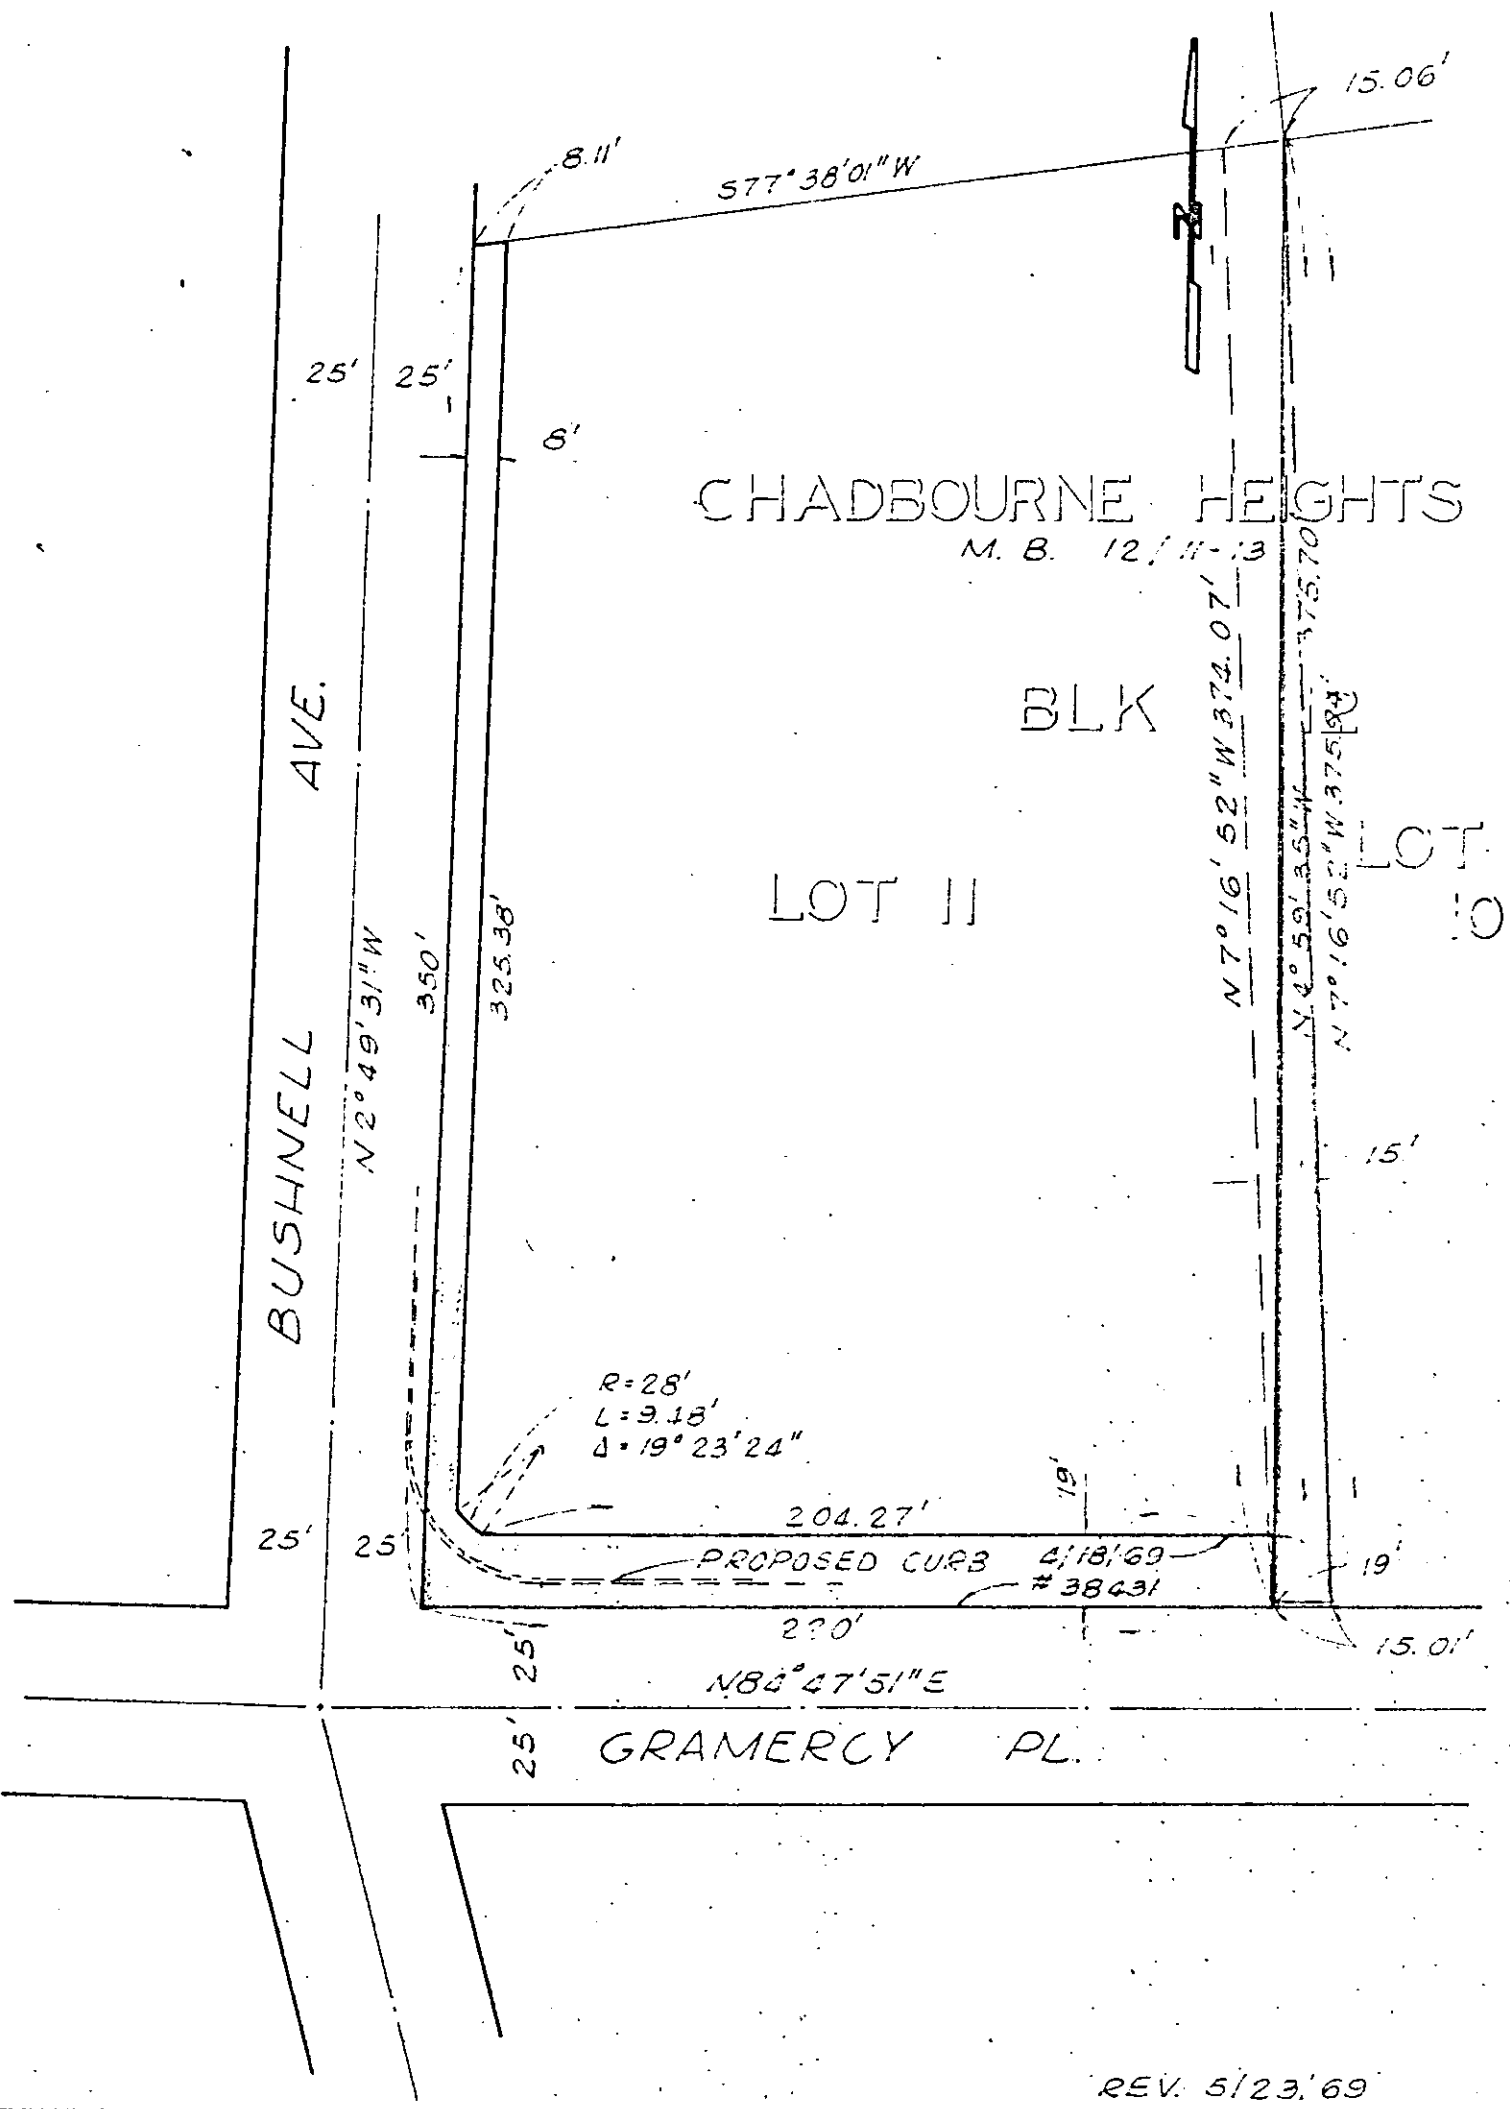 15.06'
8.11'
S77°38'01"W
N
25'
25'
8'
CHADBOURNE HEIGHTS
M. B. 12/11-13
BLK
LOT 11
LOT
10
BUSHNELL AVE.
N2°49'31"W
350'
325.38'
N7°16'52"W 374.07'
N4°59'35"W 375.70'
N7°16'52"W
15'
R=28'
L=9.48'
Δ=19°23'24"
19'
204.27'
25'
25'
PROPOSED CURB
4/18/69
#38431
19'
220'
15.01'
25'
N84°47'51"E
25'
GRAMERCY PL.
REV. 5/23/69